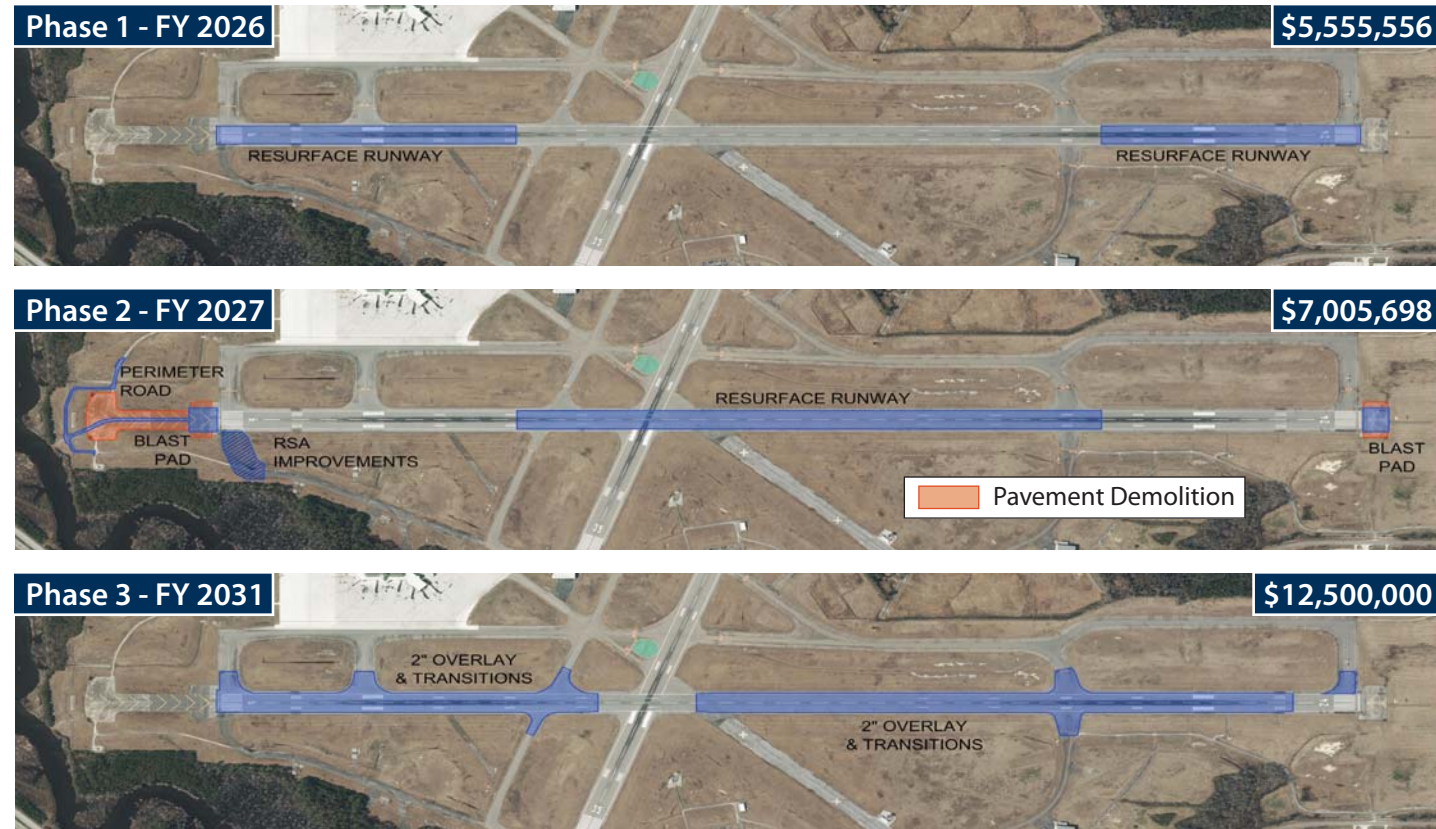 Phase 1 - FY 2026
$5,555,556
RESURFACE RUNWAY
RESURFACE RUNWAY
Phase 2 - FY 2027
$7,005,698
PERIMETER
ROAD
RESURFACE RUNWAY
BLAST
PAD
RSA
IMPROVEMENTS
BLAST
PAD
Pavement Demolition
Phase 3 - FY 2031
$12,500,000
2" OVERLAY
& TRANSITIONS
2" OVERLAY
& TRANSITIONS